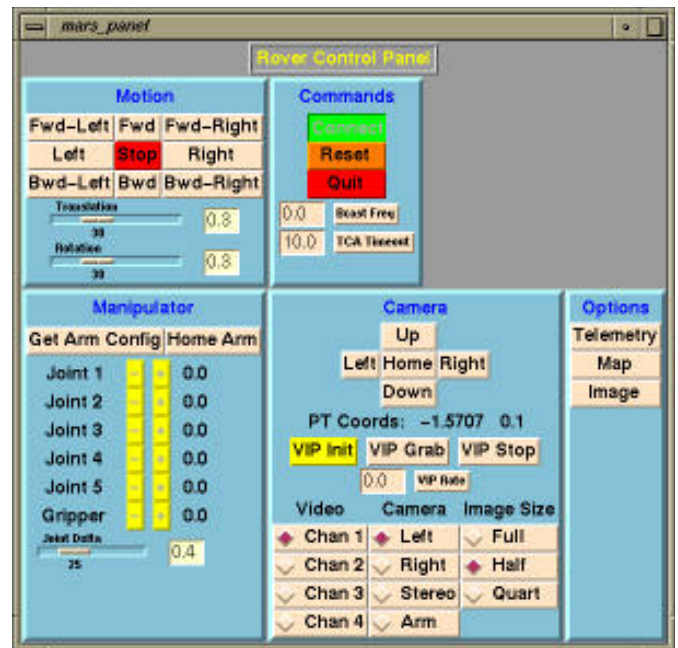 mars_panel
Rover Control Panel
Motion
Fwd-Left Fwd Fwd-Right
Left Stop Right
Bwd-Left Bwd Bwd-Right
Translation
30
0.3
Rotation
30
0.3
Commands
Connect
Reset
Quit
0.0 Bcast Freq
10.0 TCA Timeout
Manipulator
Get Arm Config Home Arm
Joint 1 - + 0.0
Joint 2 - + 0.0
Joint 3 - + 0.0
Joint 4 - + 0.0
Joint 5 - + 0.0
Gripper - + 0.0
Joint Delta
25
0.4
Camera
Up
Left Home Right
Down
PT Coords: -1.5707 0.1
VIP Init VIP Grab VIP Stop
0.0 VIP Rate
Video Camera Image Size
Chan 1 Left Full
Chan 2 Right Half
Chan 3 Stereo Quart
Chan 4 Arm
Options
Telemetry
Map
Image